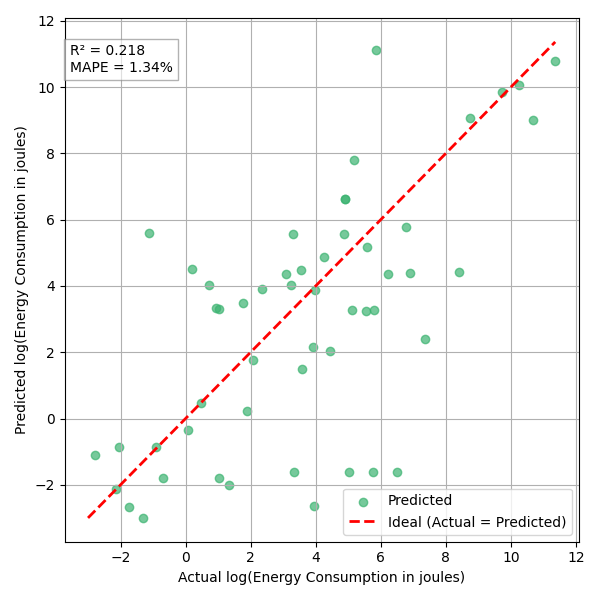 R² = 0.218
MAPE = 1.34%
Predicted log(Energy Consumption in joules)
12
10
8
6
4
2
0
−2
−2 0 2 4 6 8 10 12
Actual log(Energy Consumption in joules)
Predicted
Ideal (Actual = Predicted)